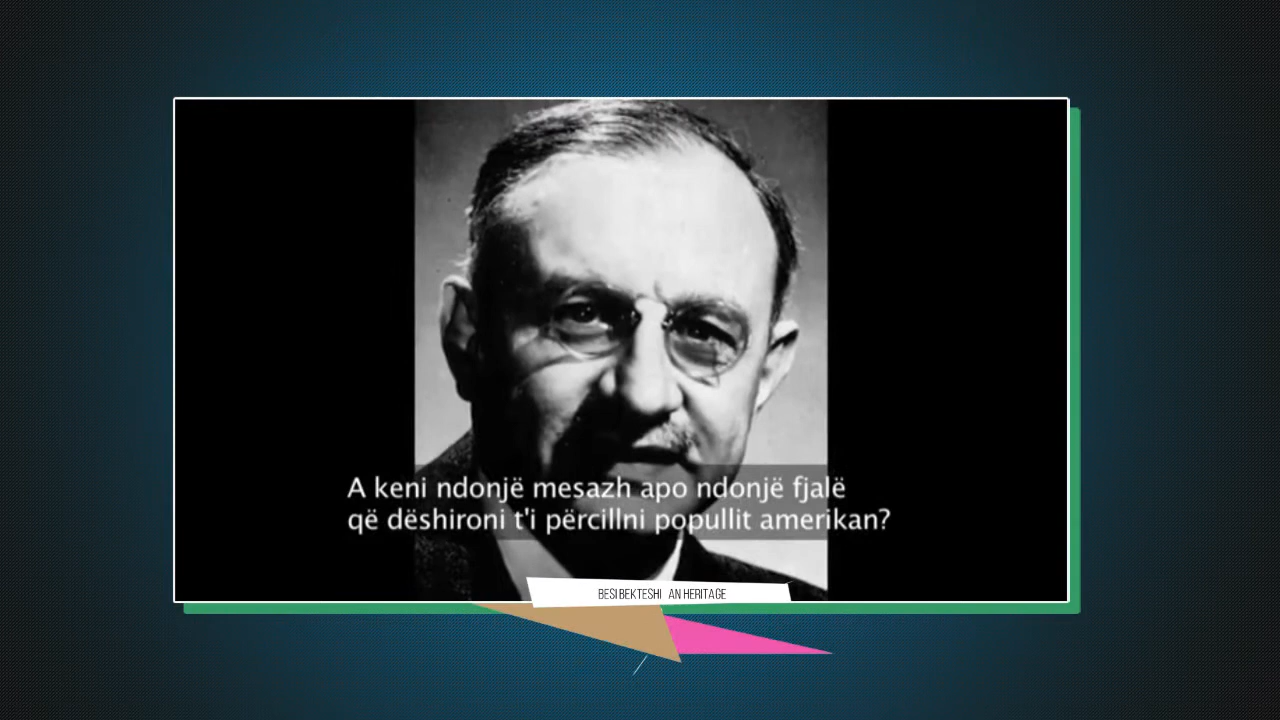 A keni ndonjë mesazh apo ndonjë fjalë
që dëshironi t'i përcillni popullit amerikan?
BESI BEKTESHI AN HERITAGE